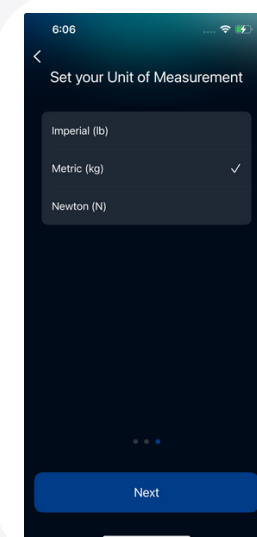 6:06
Set your Unit of Measurement
Imperial (lb)
Metric (kg)
Newton (N)
Next